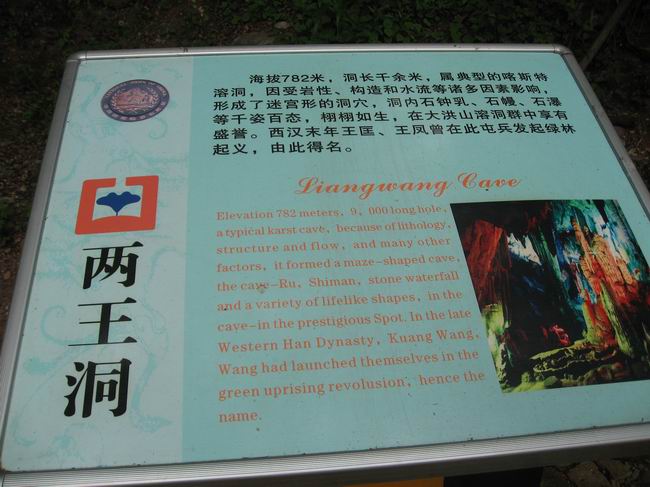 海拔782米，洞长千余米，属典型的喀斯特
溶洞，因受岩性、构造和水流等诸多因素影响，
形成了迷宫形的洞穴，洞内石钟乳、石幔、石瀑
等千姿百态，栩栩如生，在大洪山溶洞群中享有
盛誉。西汉末年王匡、王凤曾在此屯兵发起绿林
起义，由此得名。
两王洞
Liangwang Cave
Elevation 782 meters, 9, 000 long hole,
a typical karst cave, because of lithology,
structure and flow, and many other
factors, it formed a maze-shaped cave,
the cave-Ru, Shiman, stone waterfall
and a variety of lifelike shapes, in the
cave-in the prestigious Spot. In the late
Western Han Dynasty, Kuang Wang,
Wang had launched themselves in the
green uprising revolusion, hence the
name.